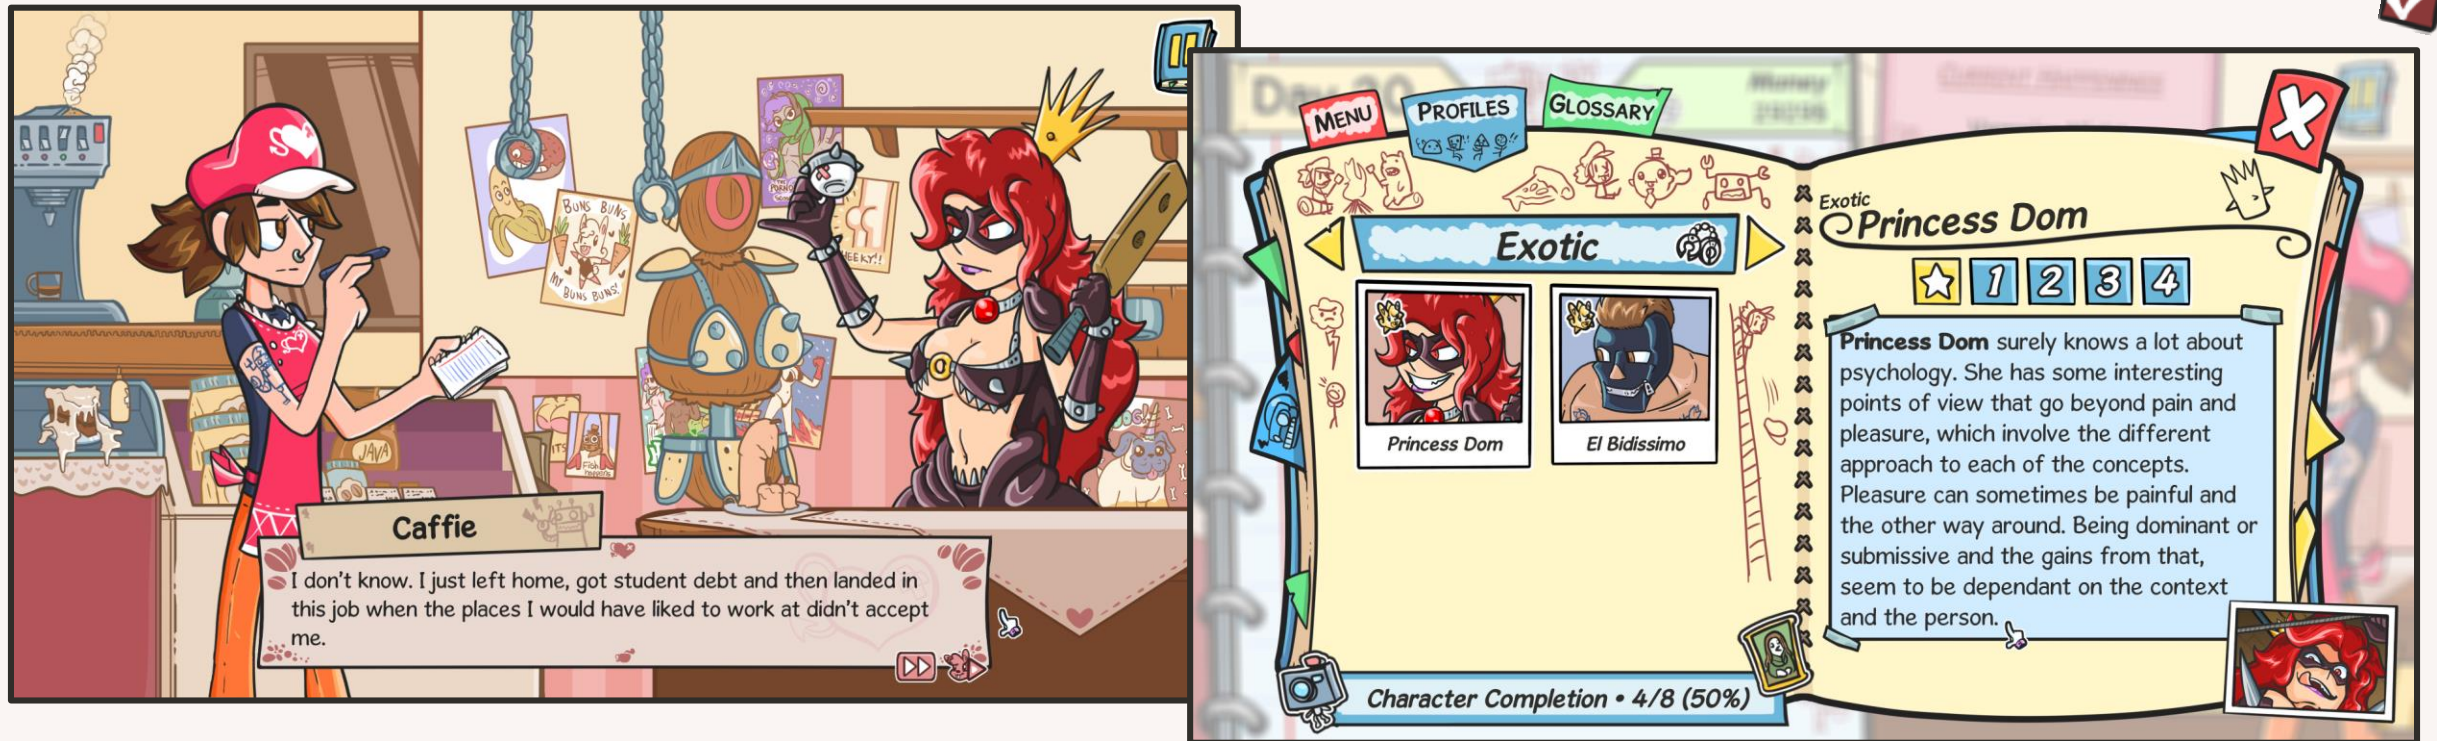 BUNS BUNS
MY BUNS BUNS!
JAVA
Caffie
I don't know. I just left home, got student debt and then landed in
this job when the places I would have liked to work at didn't accept
me.
Day 20
Money
MENU
PROFILES
GLOSSARY
Exotic
Princess Dom
El Bidissimo
Character Completion • 4/8 (50%)
Exotic
Princess Dom
1 2 3 4
Princess Dom surely knows a lot about
psychology. She has some interesting
points of view that go beyond pain and
pleasure, which involve the different
approach to each of the concepts.
Pleasure can sometimes be painful and
the other way around. Being dominant or
submissive and the gains from that,
seem to be dependant on the context
and the person.